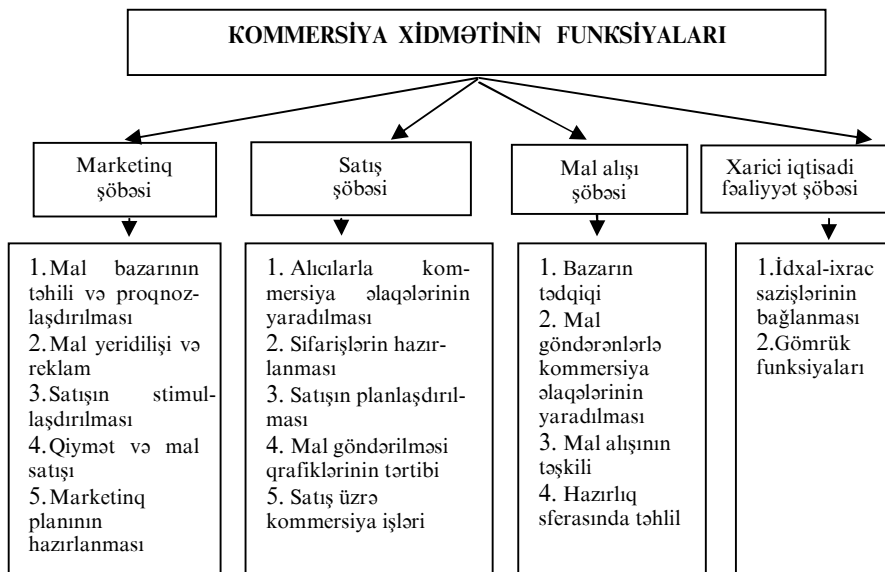 KOMMERSİYA XİDMƏTİNİN FUNKSİYALARI
Marketinq
şöbəsi
Satış
şöbəsi
Mal alışı
şöbəsi
Xarici iqtisadi
fəaliyyət şöbəsi
1. Mal bazarının
təhili və proqnoz-
laşdırılması
2. Mal yeridilişi və
reklam
3. Satışın stimul-
laşdırılması
4. Qiymət və mal
satışı
5. Marketinq
planının
hazırlanması
1. Alıcılarla kom-
mersiya əlaqələrinin
yaradılması
2. Sifarişlərin hazır-
lanması
3. Satışın planlaşdırıl-
ması
4. Mal göndərilməsi
qrafiklərinin tərtibi
5. Satış üzrə
kommersiya işləri
1. Bazarın
tədqiqi
2. Mal
göndərənlərlə
kommersiya
əlaqələrinin
yaradılması
3. Mal alışının
təşkili
4. Hazırlıq
sferasında təhlil
1. İdxal-ixrac
sazişlərinin
bağlanması
2. Gömrük
funksiyaları